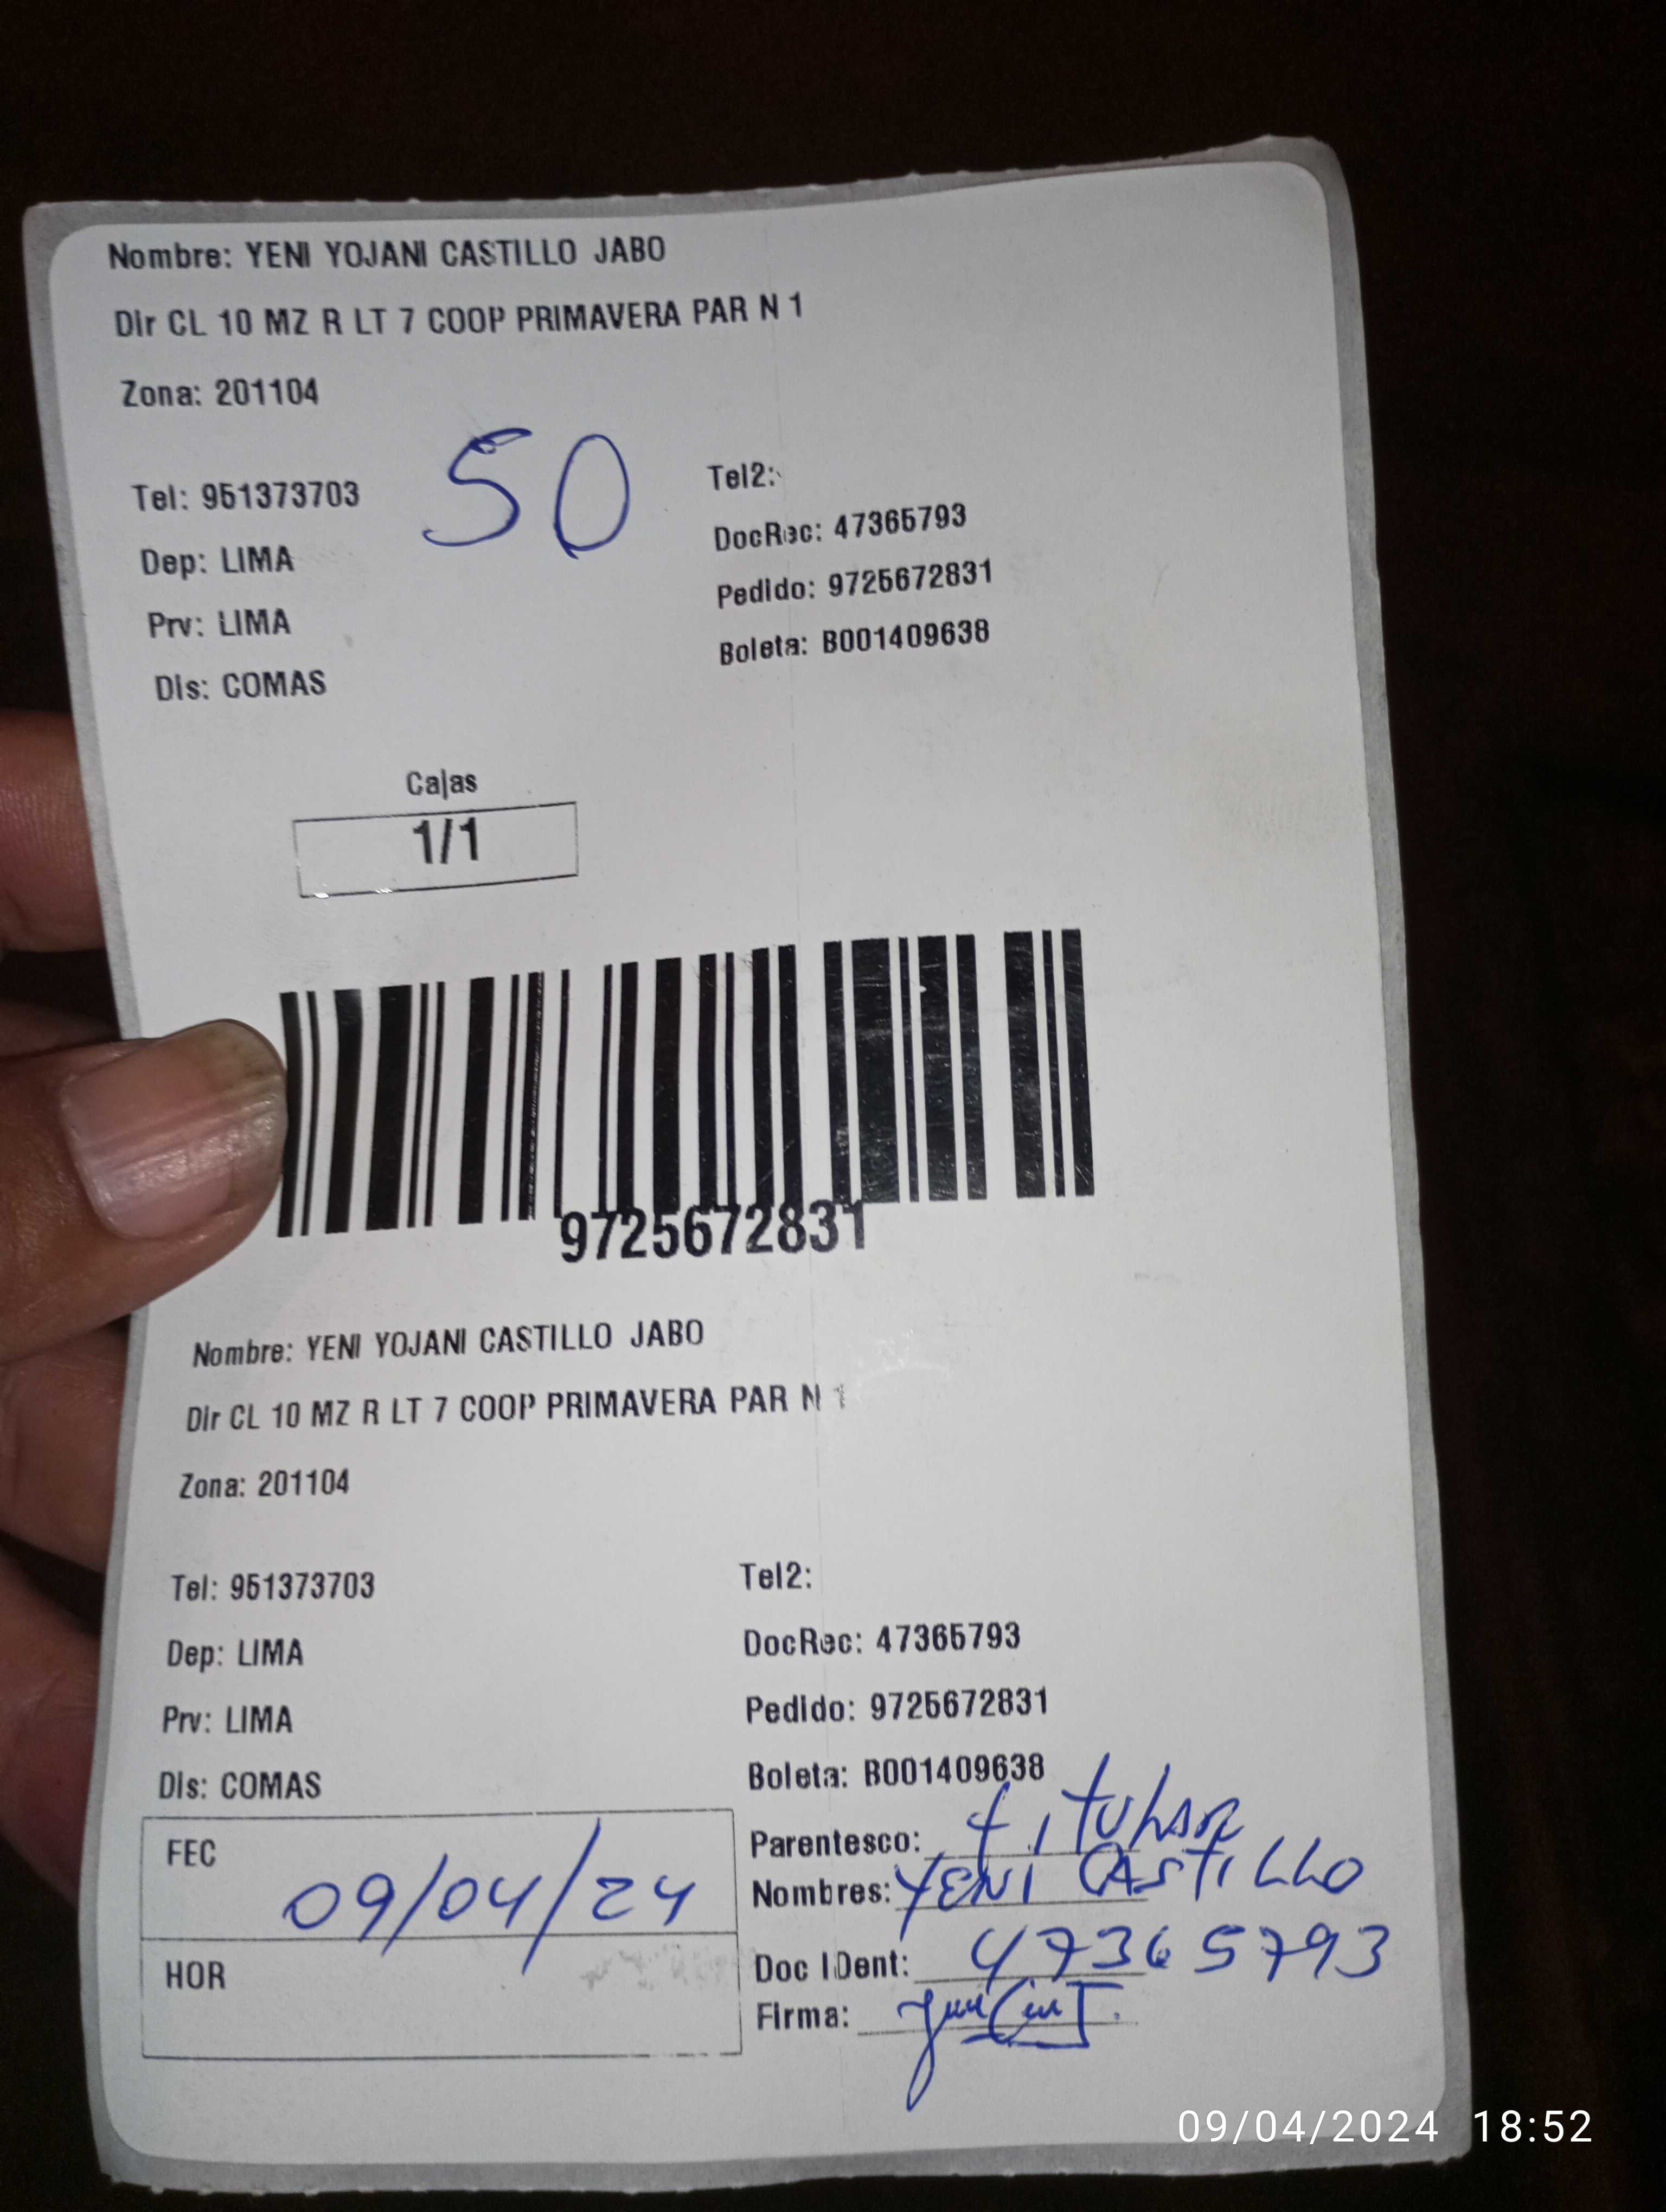 Nombre: YENI YOJANI CASTILLO JABO
Dir CL 10 MZ R LT 7 COOP PRIMAVERA PAR N 1
Zona: 201104
50
Tel: 951373703
Tel2:
Dep: LIMA
DocRec: 47365793
Prv: LIMA
Pedido: 9725672831
Dis: COMAS
Boleta: B001409638
Cajas
1/1
9725672831
Nombre: YENI YOJANI CASTILLO JABO
Dir CL 10 MZ R LT 7 COOP PRIMAVERA PAR N 1
Zona: 201104
Tel: 951373703
Tel2:
Dep: LIMA
DocRec: 47365793
Prv: LIMA
Pedido: 9725672831
Dis: COMAS
Boleta: B001409638
FEC 09/04/24
HOR
Parentesco: titular
Nombres: YENI CASTILLO
Doc IDent: 47365793
Firma:
09/04/2024 18:52